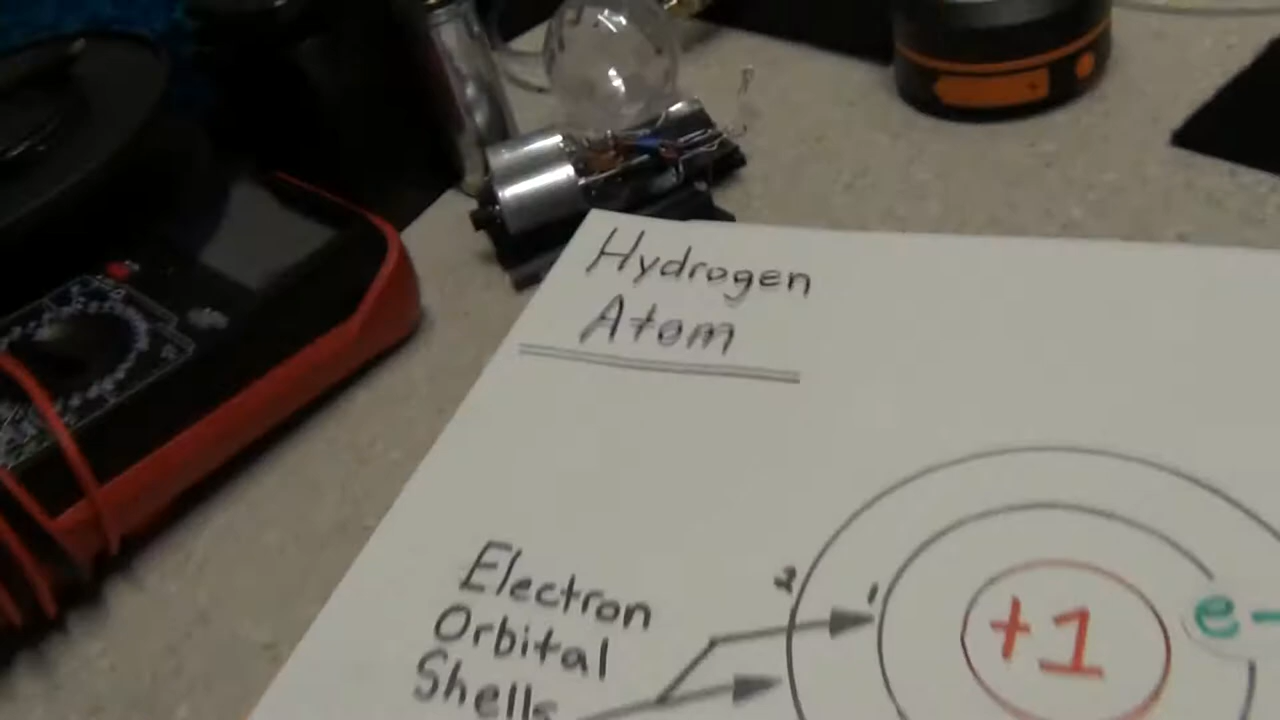 Hydrogen
Atom
Electron
Orbital
Shells
2
1
+1
e-